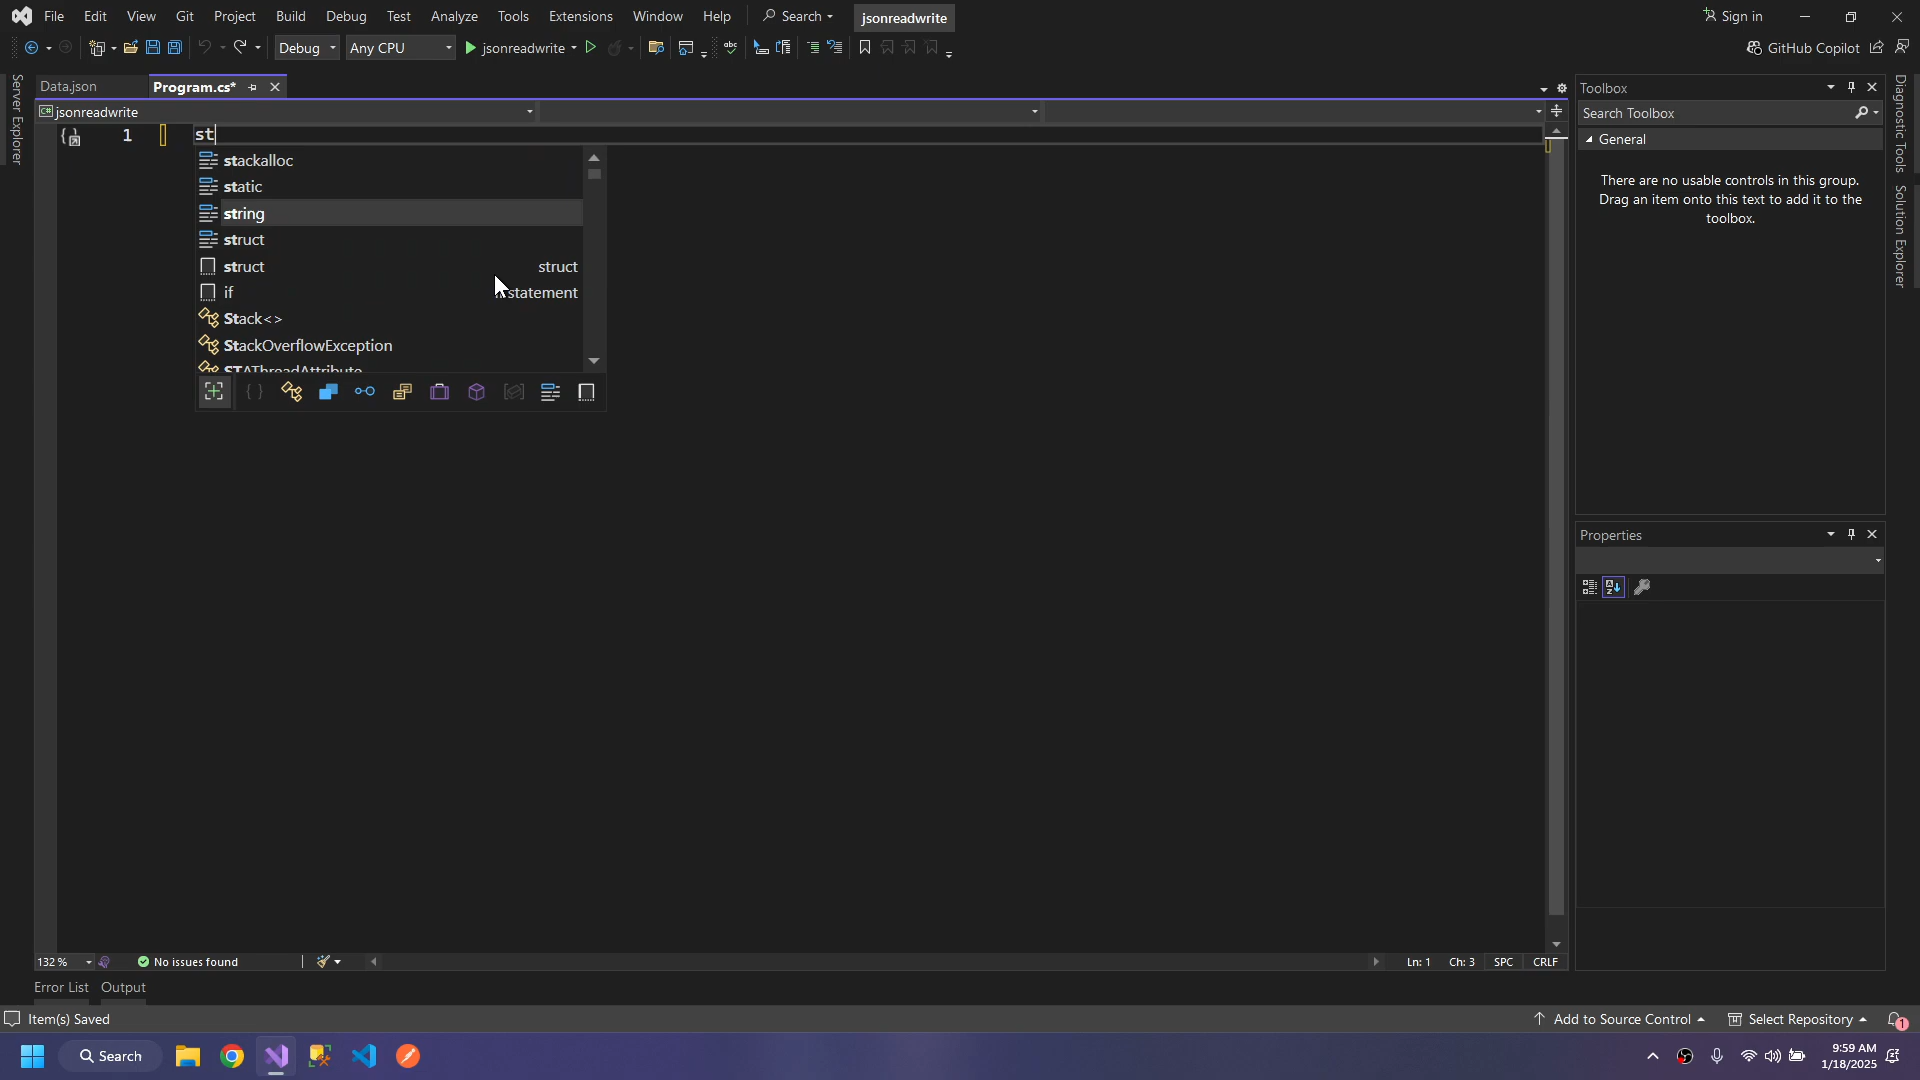 File Edit View Git Project Build Debug Test Analyze Tools Extensions Window Help Search jsonreadwrite Sign in
Debug Any CPU jsonreadwrite abc GitHub Copilot
Server Explorer
Data.json Program.cs*
jsonreadwrite
1 st
stackalloc
static
string
struct
struct struct
if statement
Stack<>
StackOverflowException
STAThreadAttribute
Toolbox
Search Toolbox
General
There are no usable controls in this group.
Drag an item onto this text to add it to the
toolbox.
Properties
Diagnostic Tools
Solution Explorer
132 % No issues found Ln: 1 Ch: 3 SPC CRLF
Error List Output
Item(s) Saved Add to Source Control Select Repository 1
Search
9:59 AM
1/18/2025